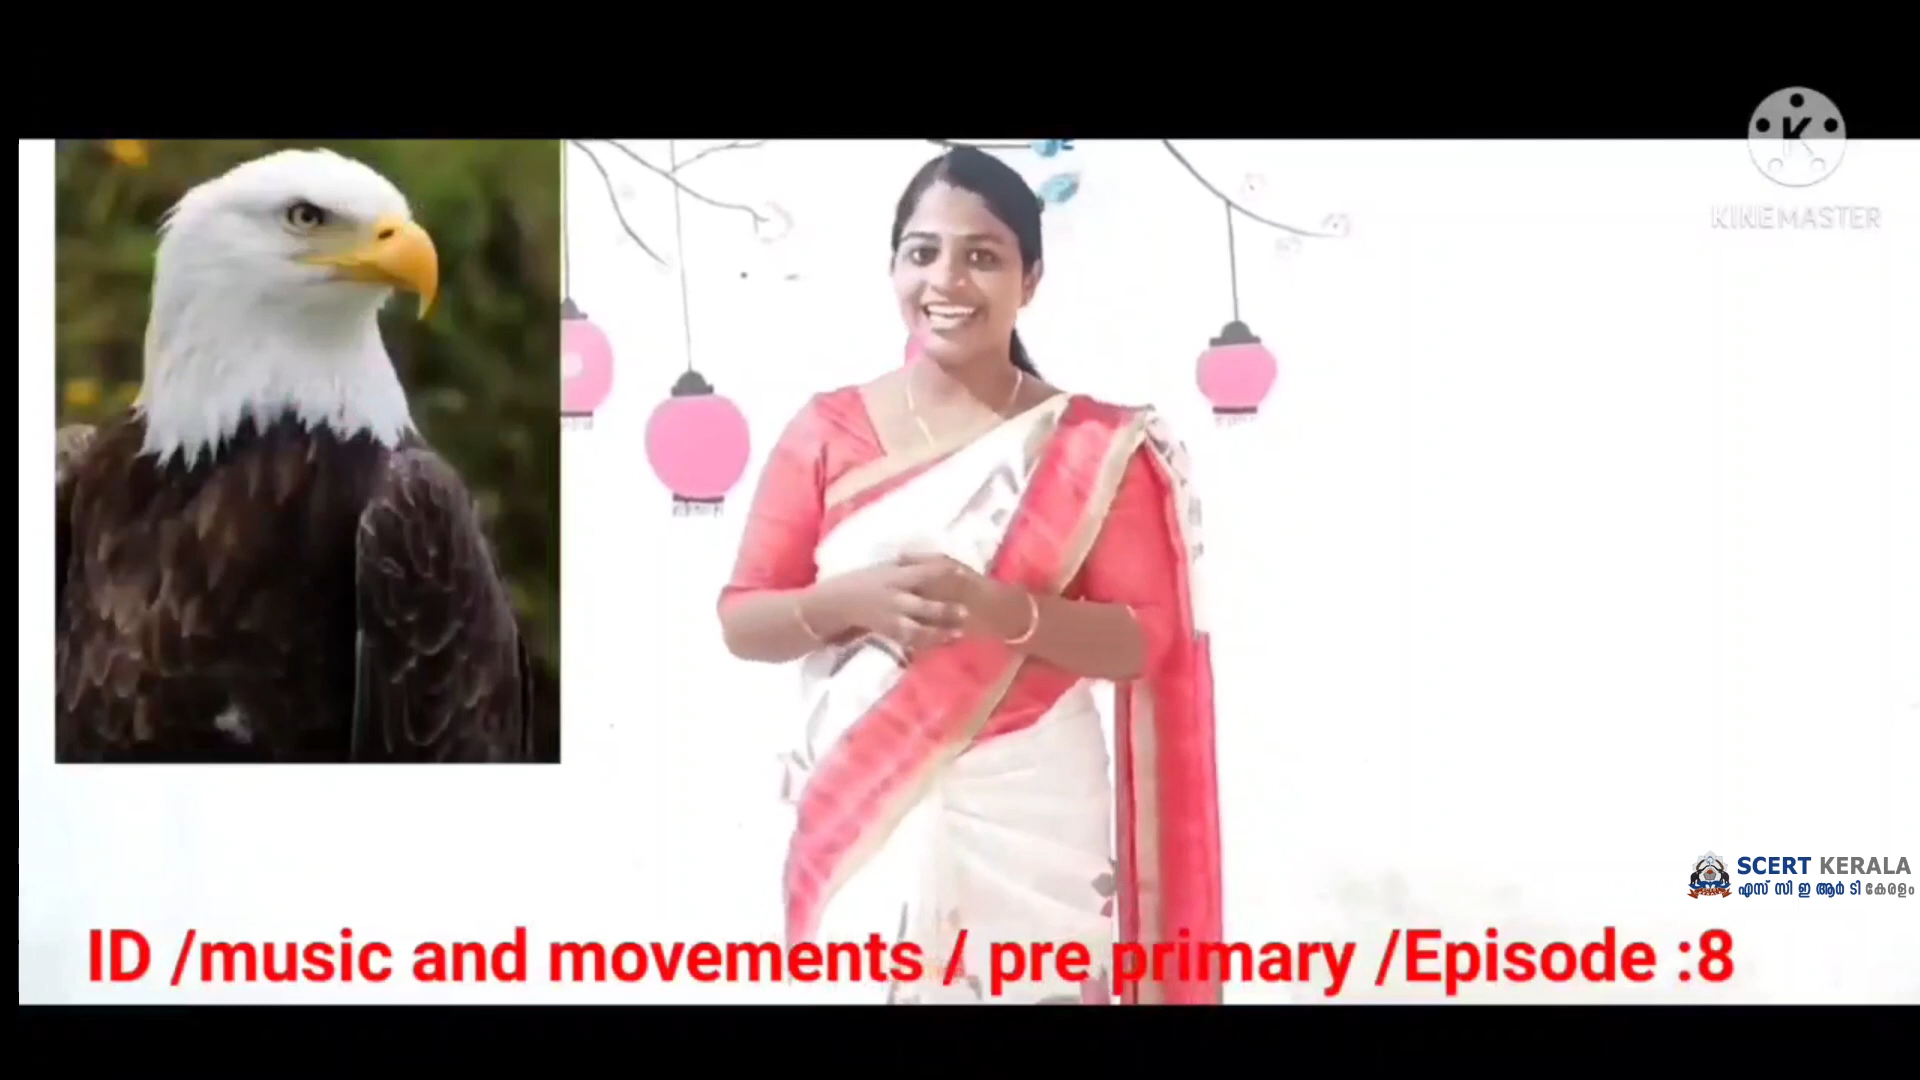 KINEMASTER
SCERT KERALA
എസ് സി ഇ ആർ ടി കേരളം
ID /music and movements / pre primary /Episode :8